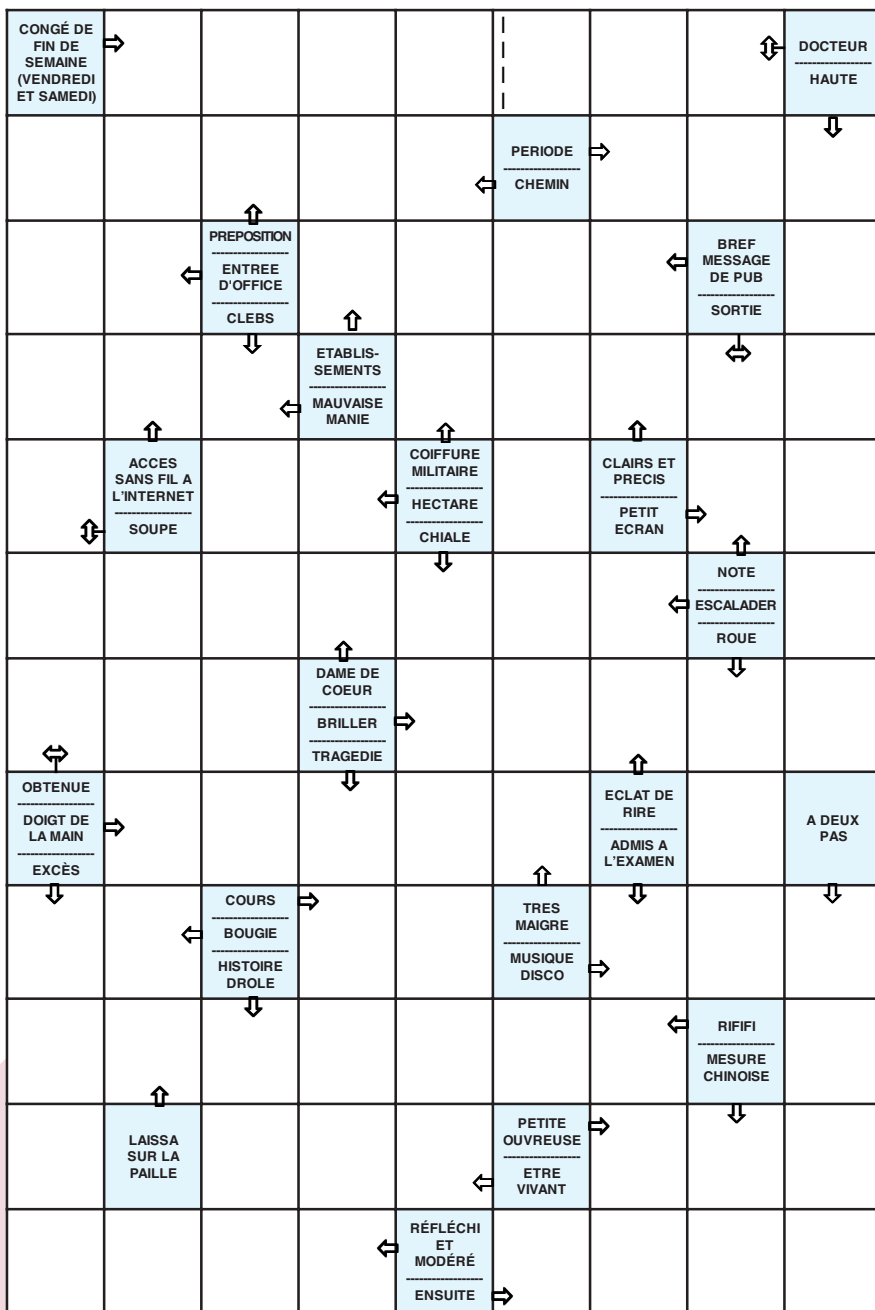 CONGÉ DE
FIN DE
SEMAINE
(VENDREDI
ET SAMEDI)
DOCTEUR
HAUTE
PERIODE
CHEMIN
PREPOSITION
ENTREE
D'OFFICE
CLEBS
BREF
MESSAGE
DE PUB
SORTIE
ETABLIS-
SEMENTS
MAUVAISE
MANIE
ACCES
SANS FIL A
L'INTERNET
SOUPE
COIFFURE
MILITAIRE
HECTARE
CHIALE
CLAIRS ET
PRECIS
PETIT
ECRAN
NOTE
ESCALADER
ROUE
DAME DE
COEUR
BRILLER
TRAGEDIE
OBTENUE
DOIGT DE
LA MAIN
EXCÈS
ECLAT DE
RIRE
ADMIS A
L'EXAMEN
A DEUX
PAS
COURS
BOUGIE
HISTOIRE
DROLE
TRES
MAIGRE
MUSIQUE
DISCO
RIFIFI
MESURE
CHINOISE
LAISSA
SUR LA
PAILLE
PETITE
OUVREUSE
ETRE
VIVANT
RÉFLÉCHI
ET
MODÉRÉ
ENSUITE